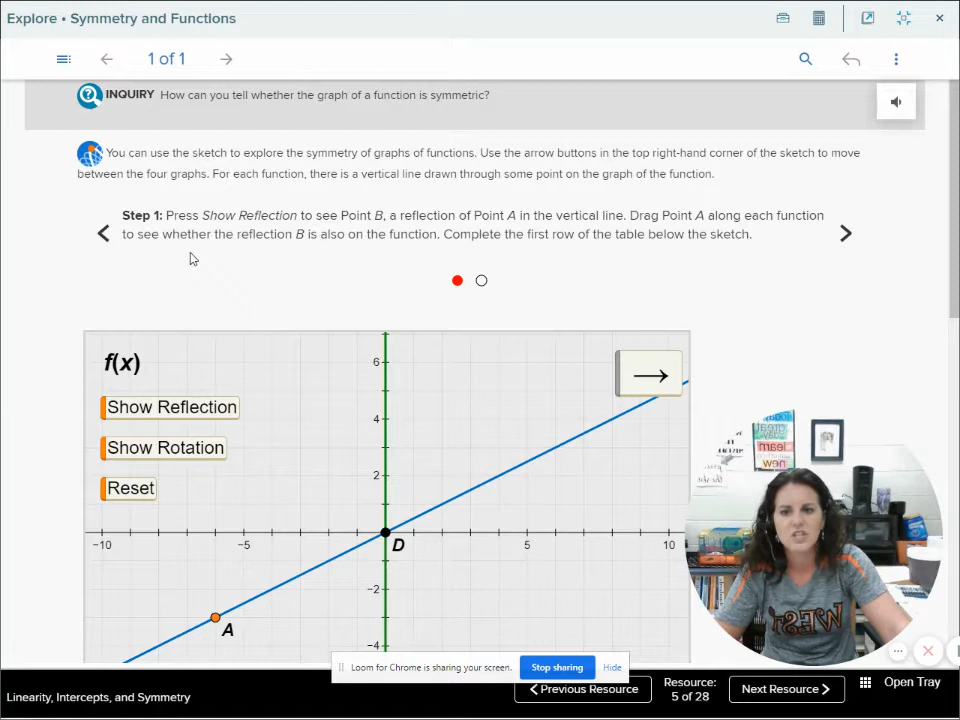 Explore • Symmetry and Functions
1 of 1
INQUIRY How can you tell whether the graph of a function is symmetric?
You can use the sketch to explore the symmetry of graphs of functions. Use the arrow buttons in the top right-hand corner of the sketch to move
between the four graphs. For each function, there is a vertical line drawn through some point on the graph of the function.
Step 1: Press Show Reflection to see Point B, a reflection of Point A in the vertical line. Drag Point A along each function
to see whether the reflection B is also on the function. Complete the first row of the table below the sketch.
f(x)
Show Reflection
Show Rotation
Reset
6
4
2
-10
-5
5
10
D
-2
A
-4
learn
new
WEST
Loom for Chrome is sharing your screen.
Stop sharing
Hide
Linearity, Intercepts, and Symmetry
Previous Resource
Resource:
5 of 28
Next Resource
Open Tray